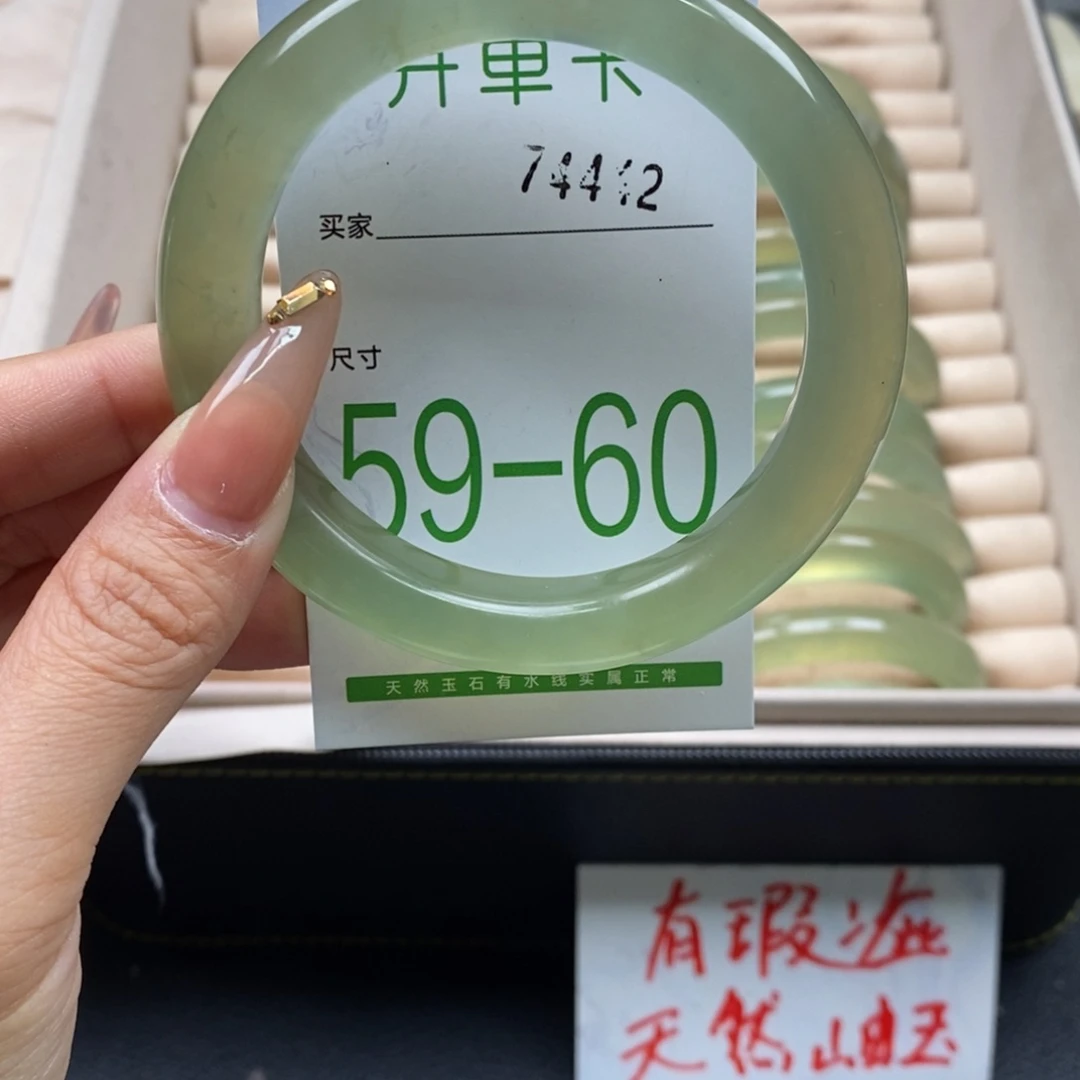 开单卡
74412
买家
尺寸
59-60
天然玉石有水线实属正常
有瑕疵
天然岫玉